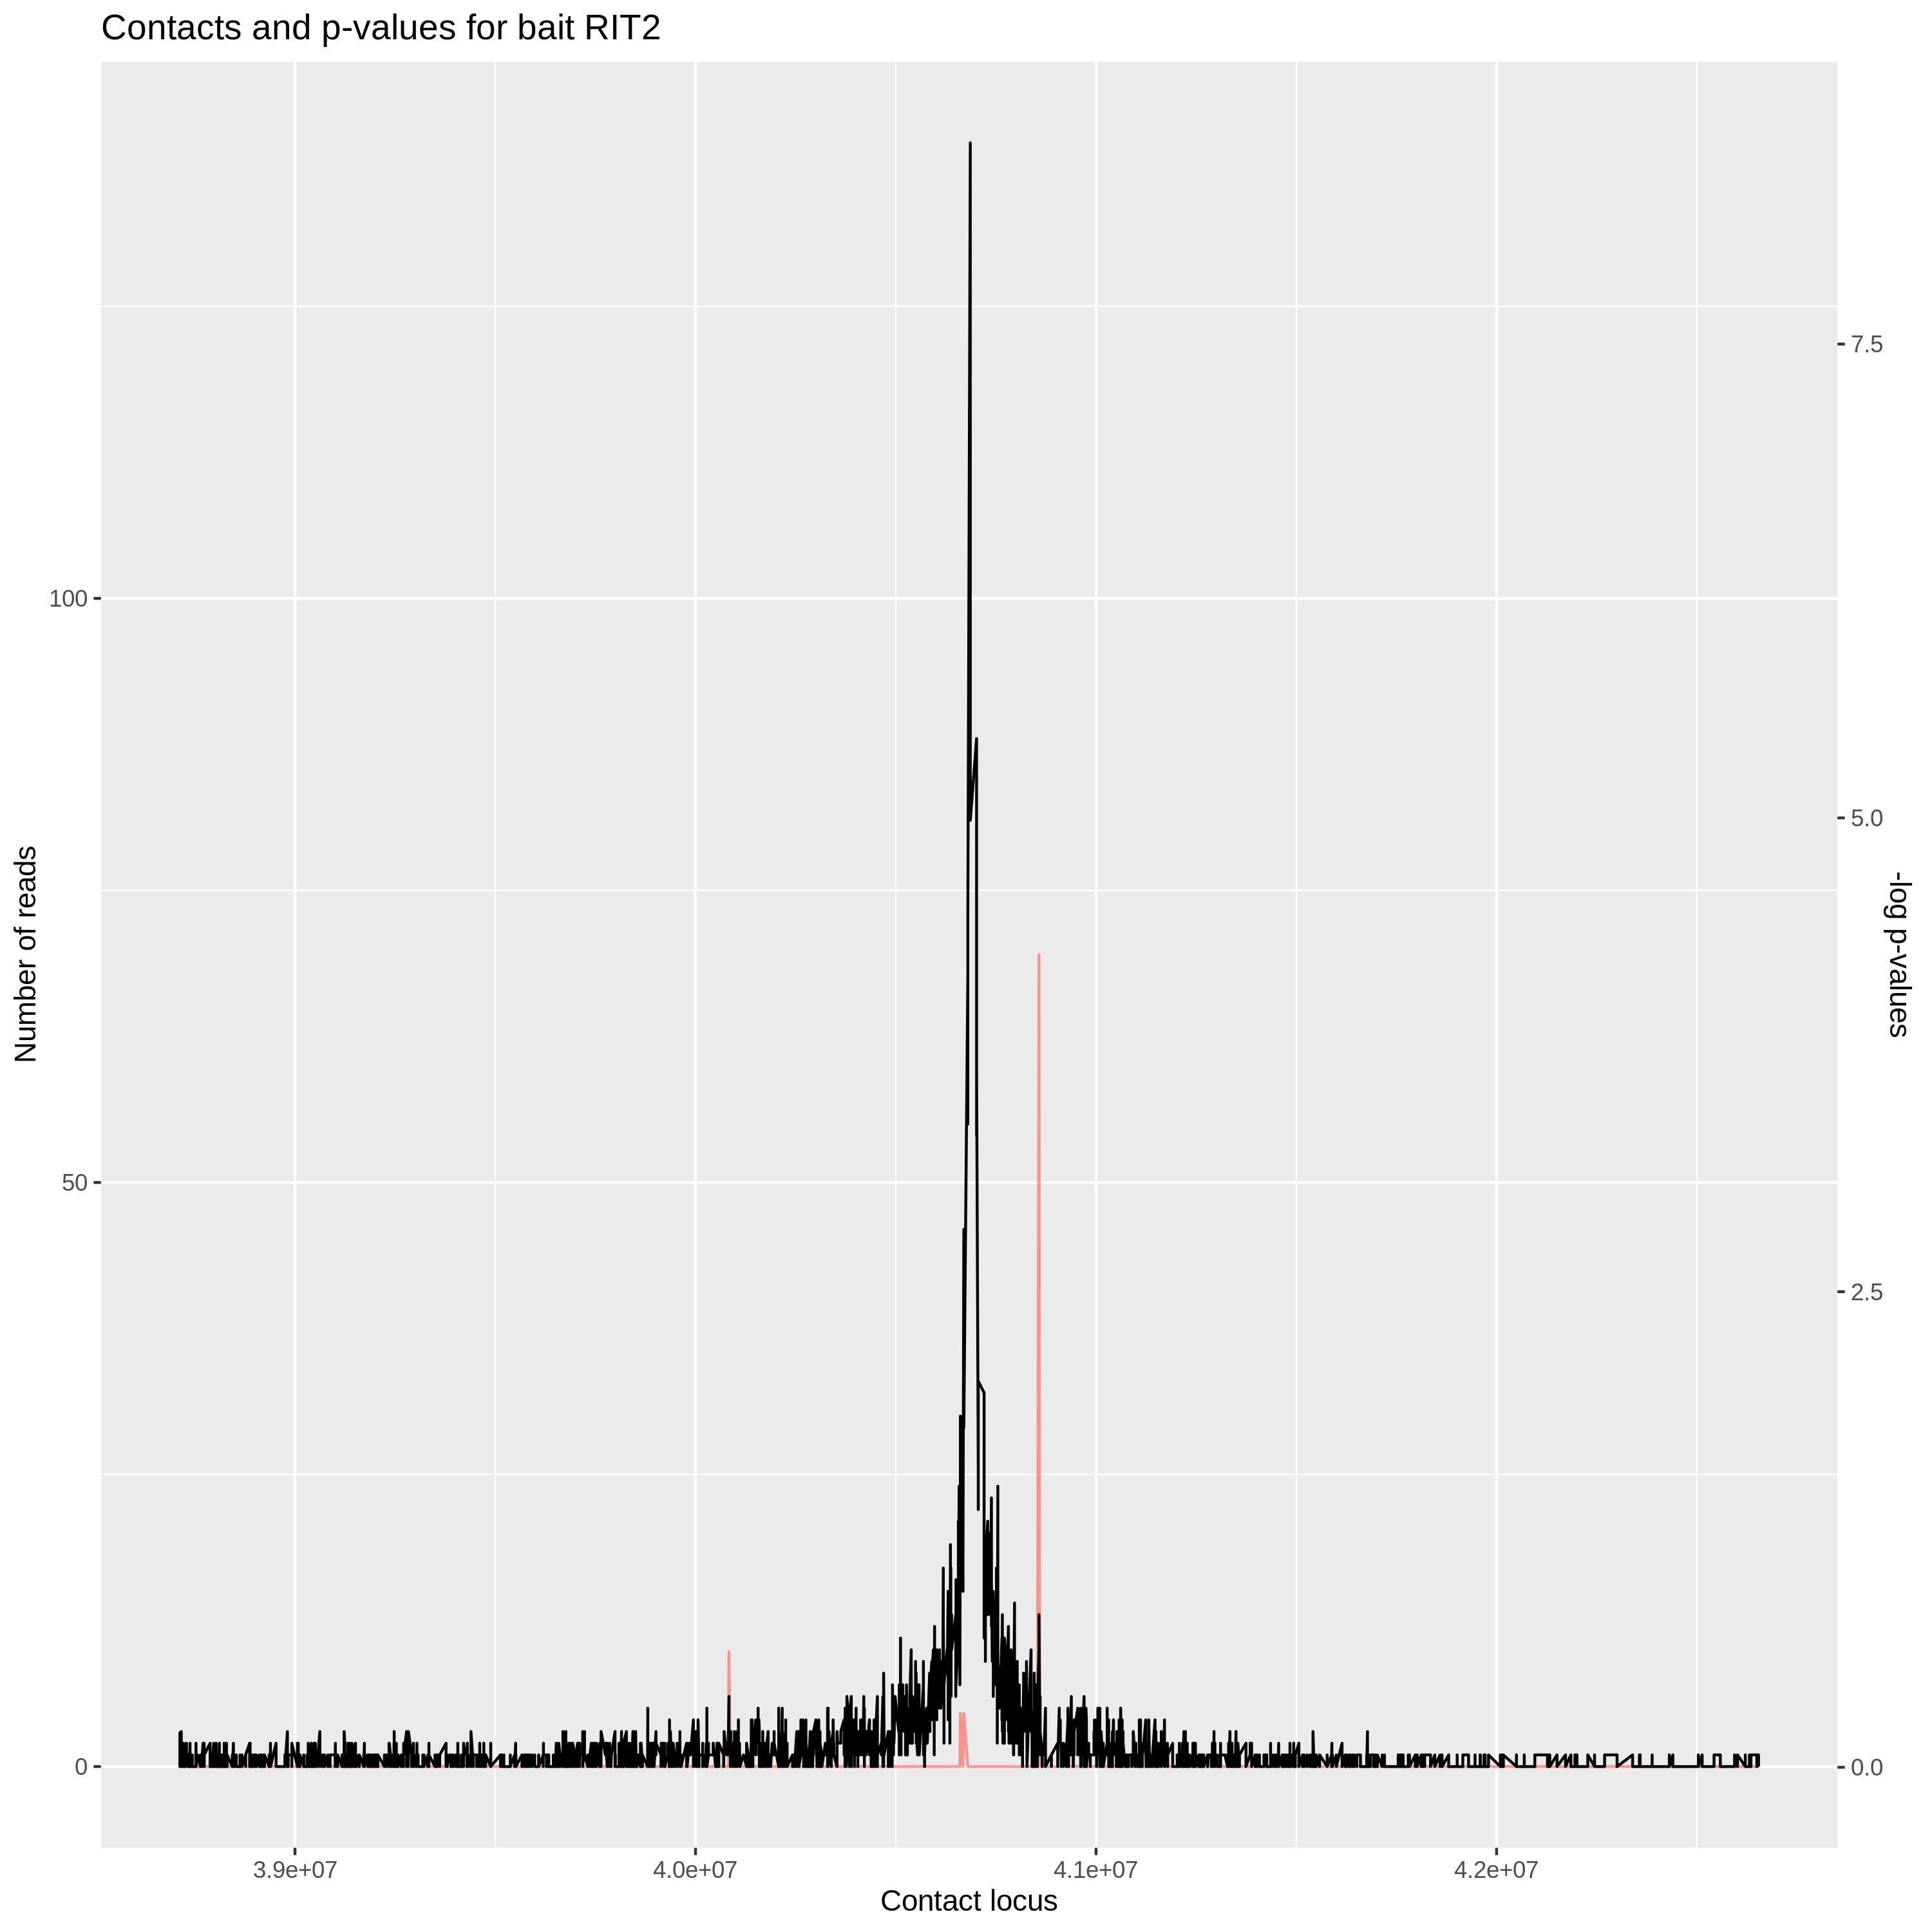 Contacts and p-values for bait RIT2
Number of reads
100
50
0
7.5
5.0
2.5
0.0
-log p-values
3.9e+07
4.0e+07
4.1e+07
4.2e+07
Contact locus